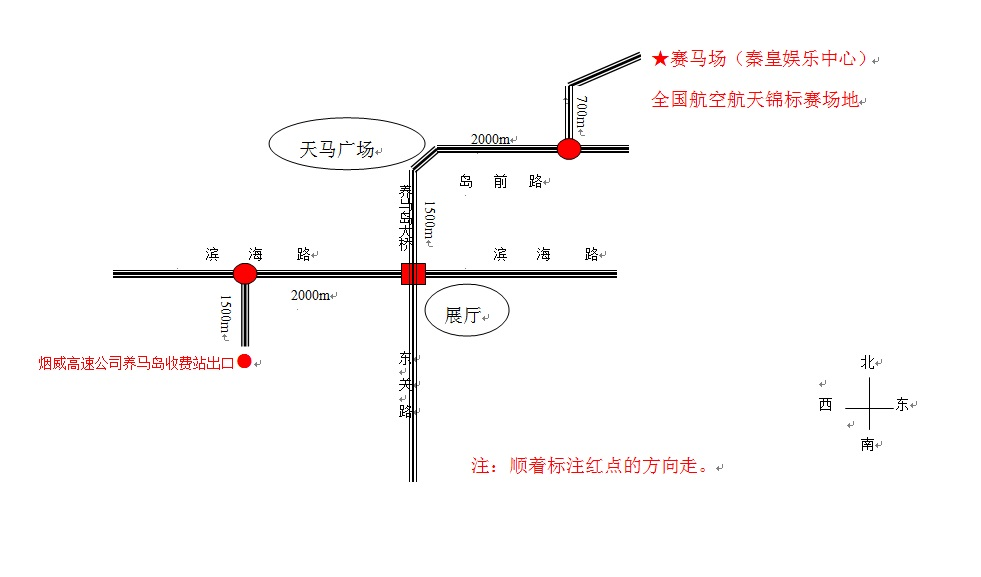 ★赛马场（秦皇娱乐中心）
全国航空航天锦标赛场地
700m
2000m
天马广场
岛前路
养马岛大桥
1500m
滨海路
滨海路
2000m
1500m
展厅
烟威高速公司养马岛收费站出口
东关路
北
西
东
南
注：顺着标注红点的方向走。